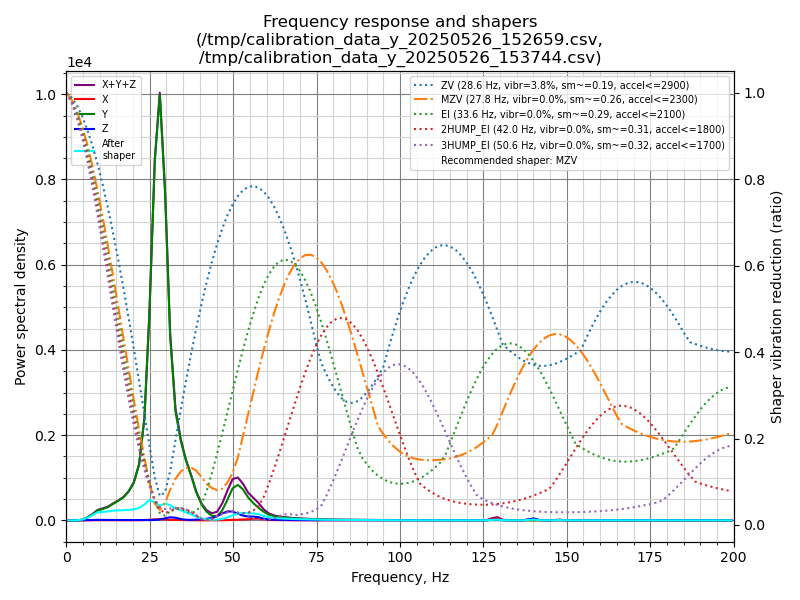 Frequency response and shapers
(/tmp/calibration_data_y_20250526_152659.csv,
/tmp/calibration_data_y_20250526_153744.csv)
1e4
X+Y+Z
X
Y
Z
After
shaper
ZV (28.6 Hz, vibr=3.8%, sm~=0.19, accel<=2900)
MZV (27.8 Hz, vibr=0.0%, sm~=0.26, accel<=2300)
EI (33.6 Hz, vibr=0.0%, sm~=0.29, accel<=2100)
2HUMP_EI (42.0 Hz, vibr=0.0%, sm~=0.31, accel<=1800)
3HUMP_EI (50.6 Hz, vibr=0.0%, sm~=0.32, accel<=1700)
Recommended shaper: MZV
Power spectral density
1.0
0.8
0.6
0.4
0.2
0.0
1.0
0.8
0.6
0.4
0.2
0.0
Shaper vibration reduction (ratio)
0 25 50 75 100 125 150 175 200
Frequency, Hz